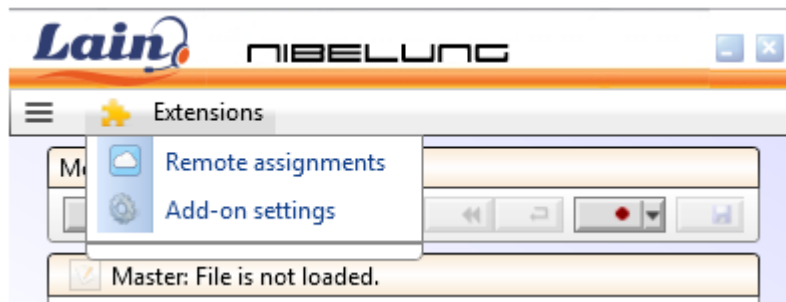 Lain
NIBELUNG
Extensions
Remote assignments
Add-on settings
Master: File is not loaded.